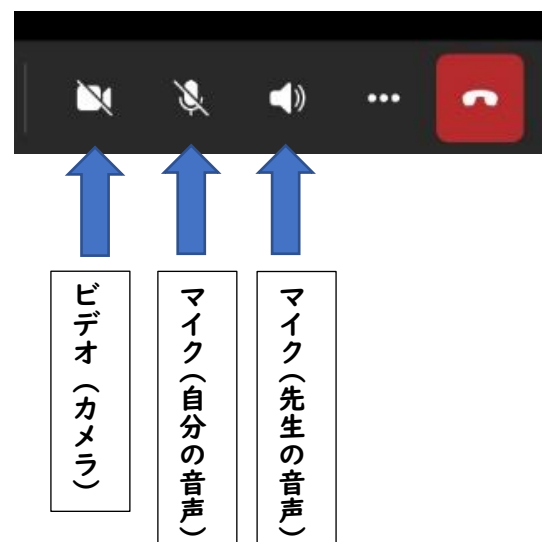 ビデオ（カメラ）
マイク（自分の音声）
マイク（先生の音声）